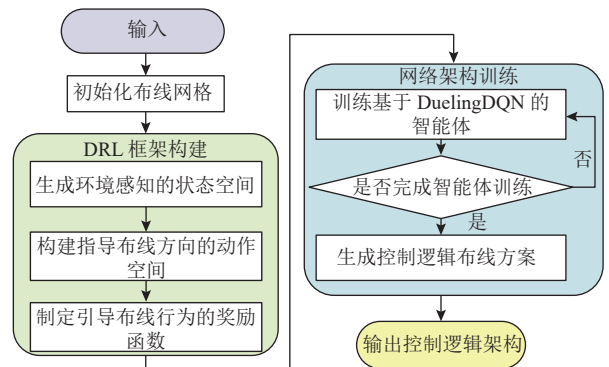 输入
初始化布线网格
DRL 框架构建
生成环境感知的状态空间
构建指导布线方向的动作
空间
制定引导布线行为的奖励
函数
网络架构训练
训练基于 DuelingDQN 的
智能体
否
是否完成智能体训练
是
生成控制逻辑布线方案
输出控制逻辑架构